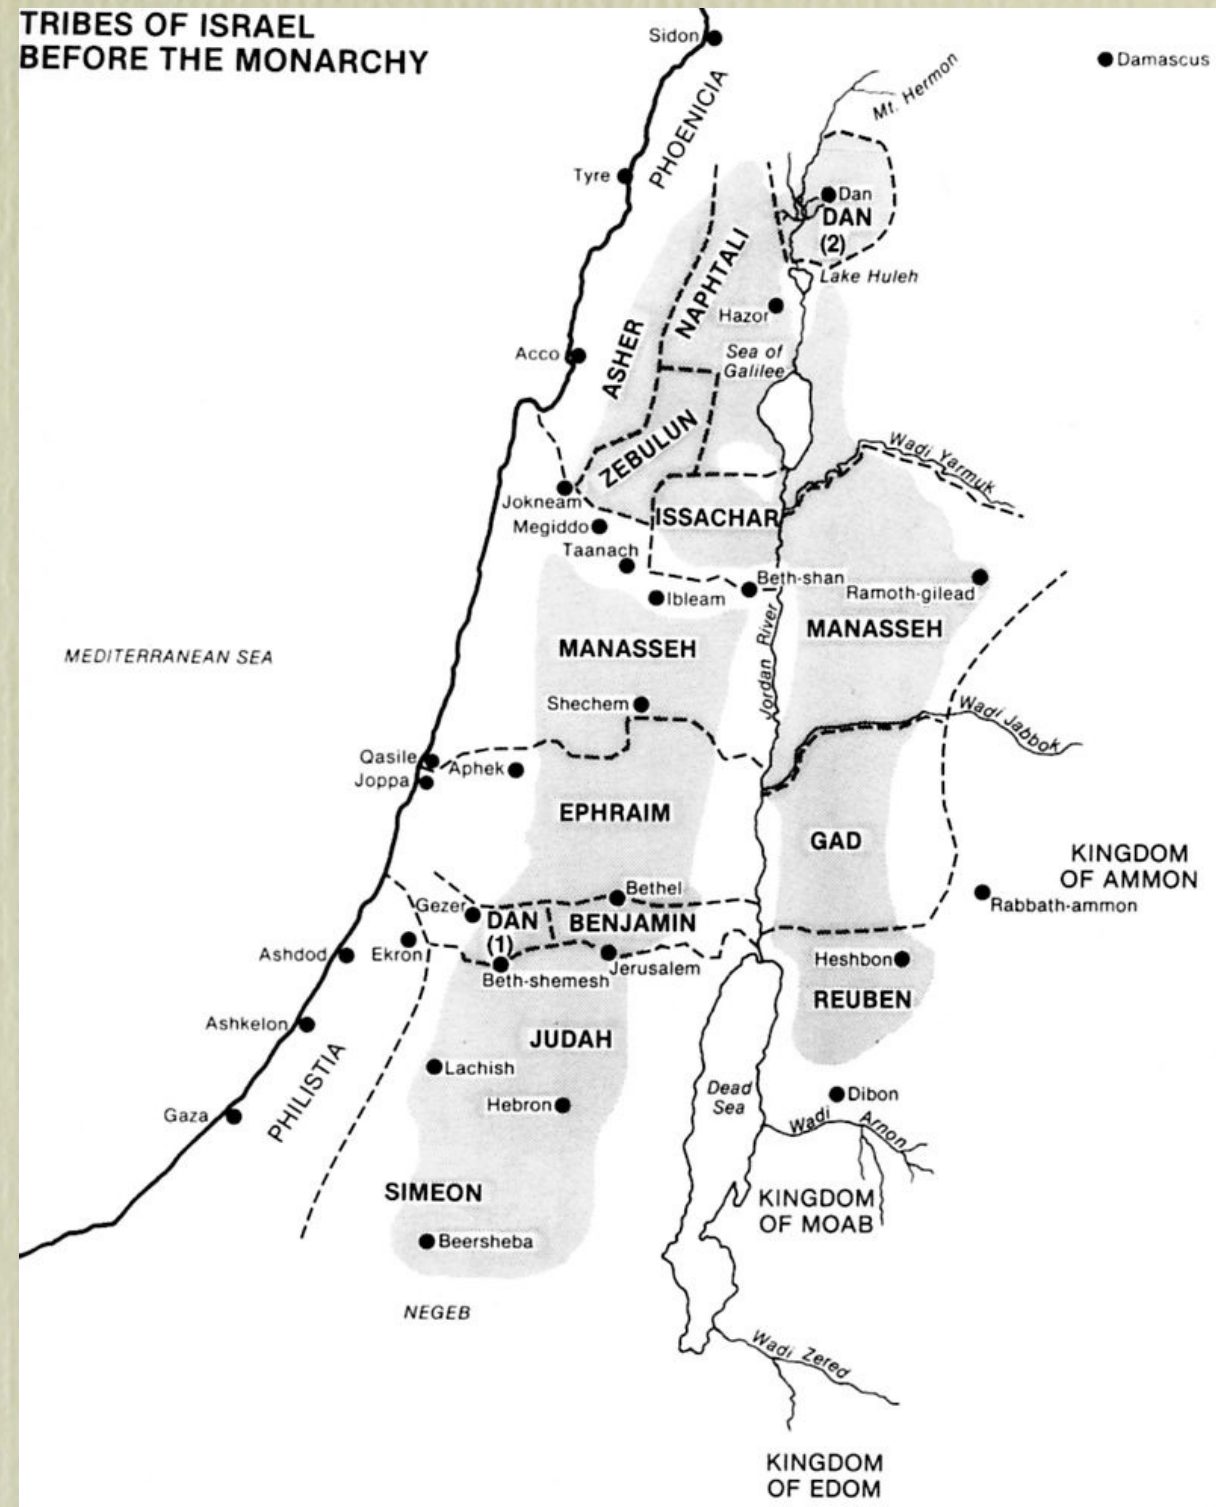 TRIBES OF ISRAEL
BEFORE THE MONARCHY
Sidon
Damascus
PHOENICIA
Mt. Hermon
Tyre
Dan
DAN
(2)
NAPHTALI
Lake Huleh
Hazor
ASHER
Acco
Sea of
Galilee
ZEBULUN
Wadi Yarmuk
Jokneam
ISSACHAR
Megiddo
Taanach
Beth-shan
Ibleam
Ramoth-gilead
MANASSEH
MANASSEH
MEDITERRANEAN SEA
Jordan River
Shechem
Wadi Jabbok
Qasile
Joppa
Aphek
EPHRAIM
GAD
KINGDOM
OF AMMON
Bethel
Gezer
DAN
(1)
BENJAMIN
Rabbath-ammon
Ashdod
Ekron
Jerusalem
Heshbon
Beth-shemesh
REUBEN
Ashkelon
JUDAH
PHILISTIA
Lachish
Dead
Sea
Dibon
Hebron
Gaza
Wadi Arnon
SIMEON
KINGDOM
OF MOAB
Beersheba
NEGEB
Wadi Zered
KINGDOM
OF EDOM